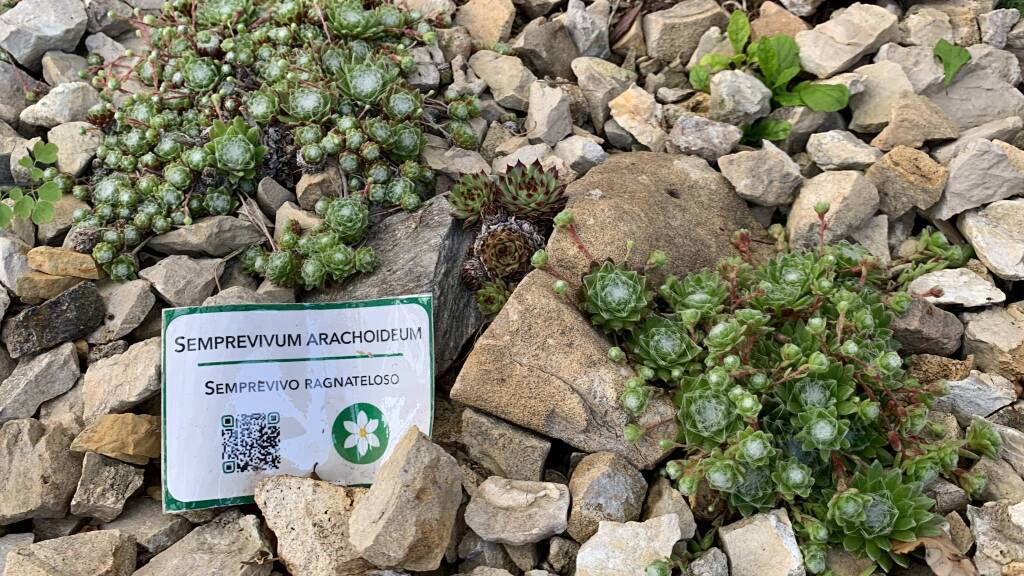 SEMPREVIVUM ARACHOIDEUM
SEMPREVIVO RAGNATELOSO